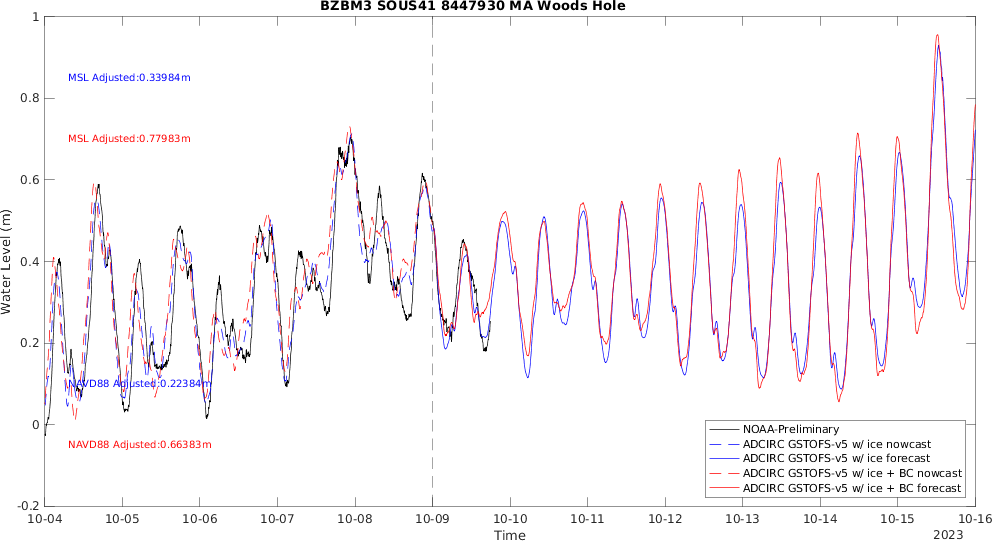 BZBM3 SOUS41 8447930 MA Woods Hole
1
0.8
0.6
0.4
0.2
0
-0.2
Water Level (m)
MSL Adjusted:0.33984m
MSL Adjusted:0.77983m
NAVD88 Adjusted:0.22384m
NAVD88 Adjusted:0.66383m
NOAA-Preliminary
ADCIRC GSTOFS-v5 w/ ice nowcast
ADCIRC GSTOFS-v5 w/ ice forecast
ADCIRC GSTOFS-v5 w/ ice + BC nowcast
ADCIRC GSTOFS-v5 w/ ice + BC forecast
10-04 10-05 10-06 10-07 10-08 10-09 10-10 10-11 10-12 10-13 10-14 10-15 10-16
Time
2023